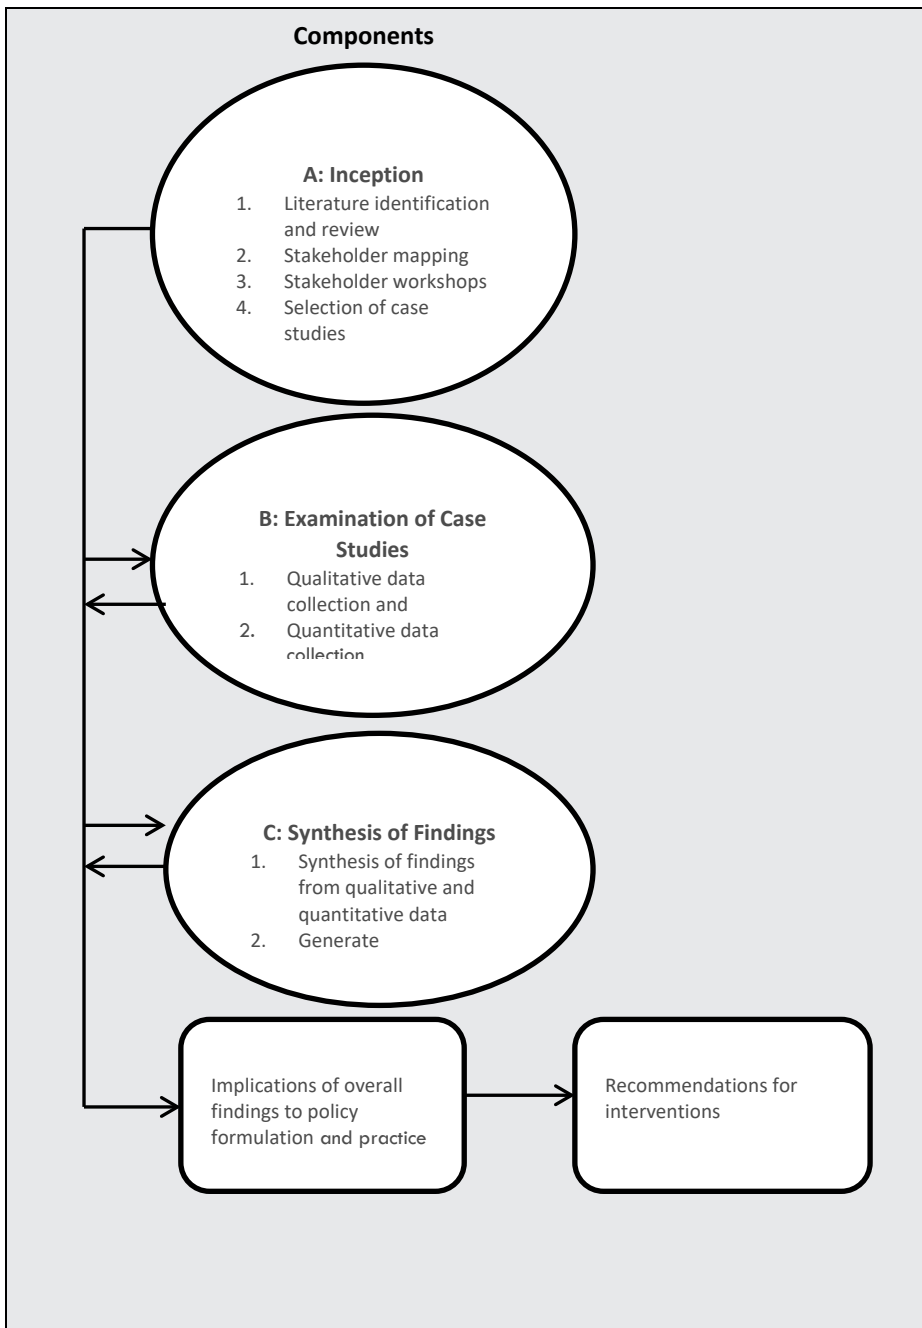 Components
A: Inception
1. Literature identification
and review
2. Stakeholder mapping
3. Stakeholder workshops
4. Selection of case
studies
B: Examination of Case
Studies
1. Qualitative data
collection and
2. Quantitative data
collection
C: Synthesis of Findings
1. Synthesis of findings
from qualitative and
quantitative data
2. Generate
Implications of overall
findings to policy
formulation and practice
Recommendations for
interventions